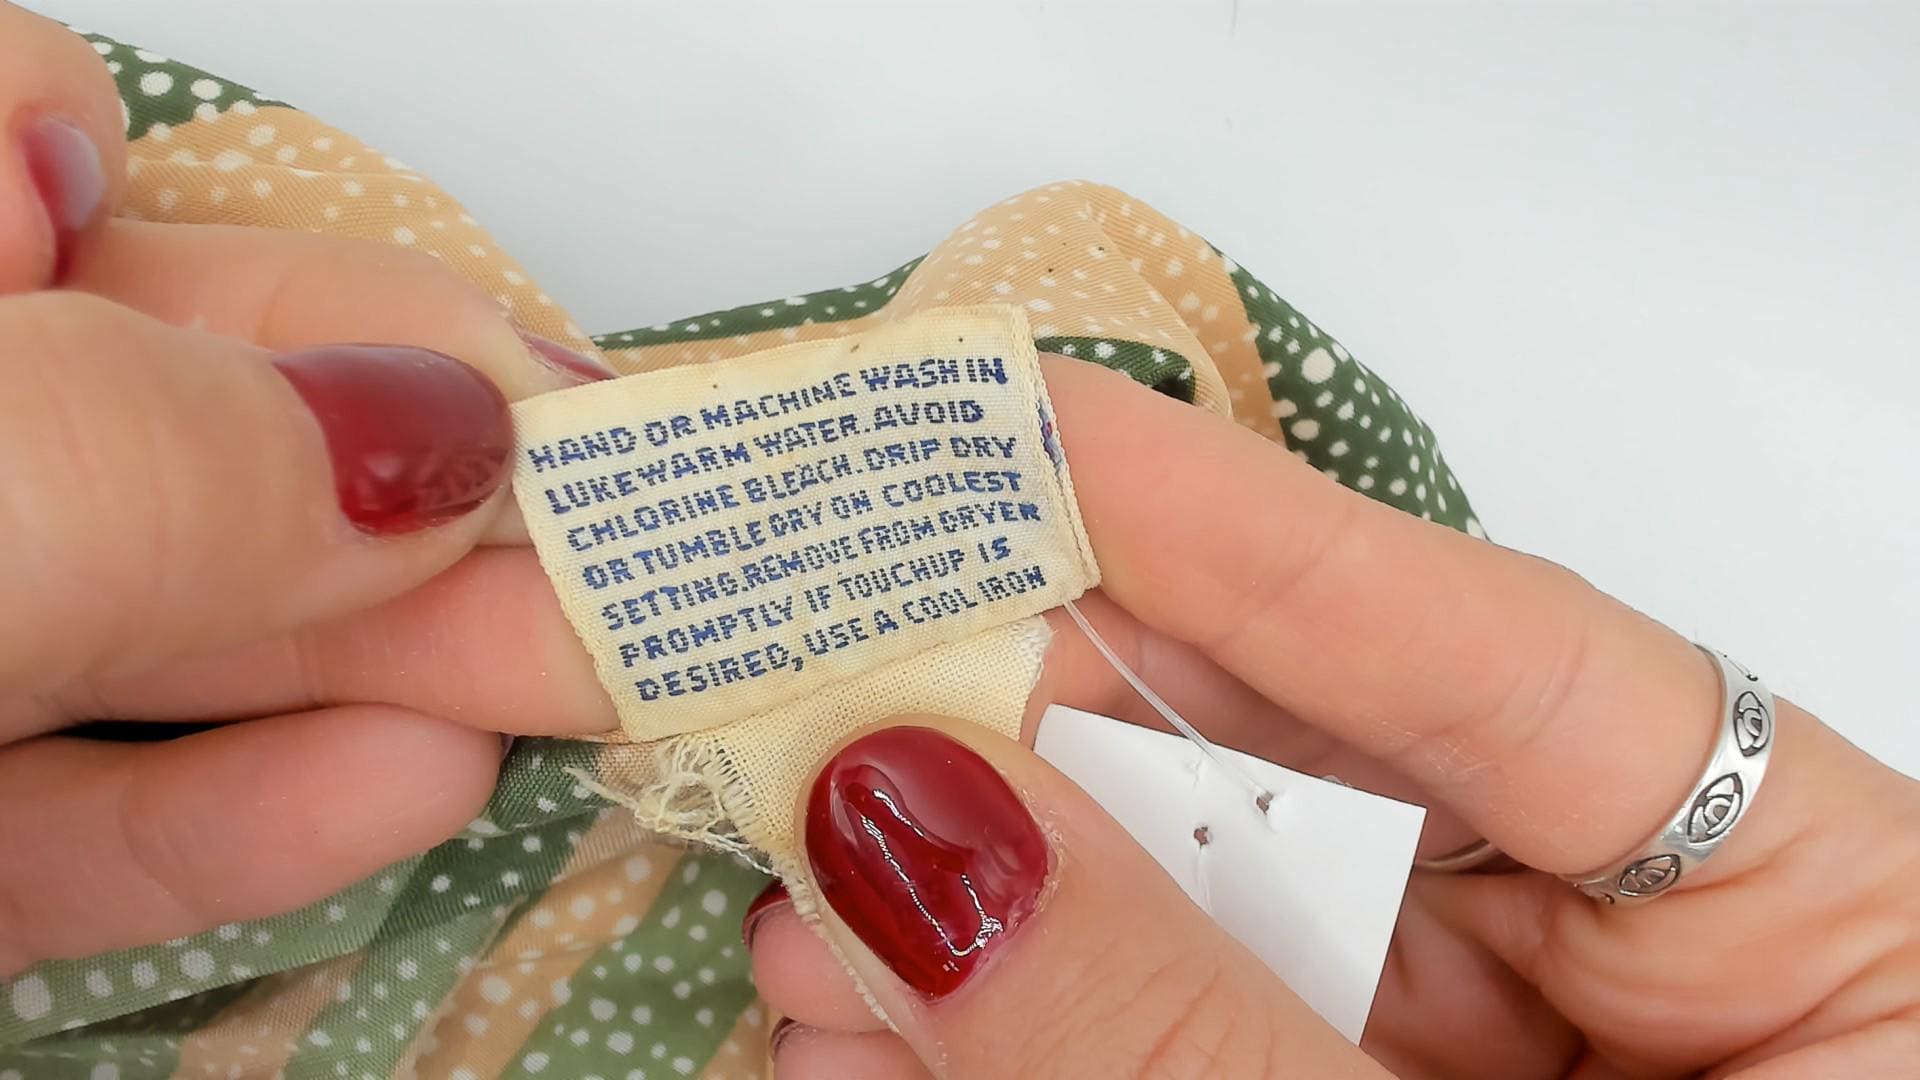 HAND OR MACHINE WASH IN
LUKEWARM WATER. AVOID
CHLORINE BLEACH. DRIP DRY
OR TUMBLE DRY ON COOLEST
SETTING. REMOVE FROM DRYER
PROMPTLY IF TOUCHUP IS
DESIRED, USE A COOL IRON